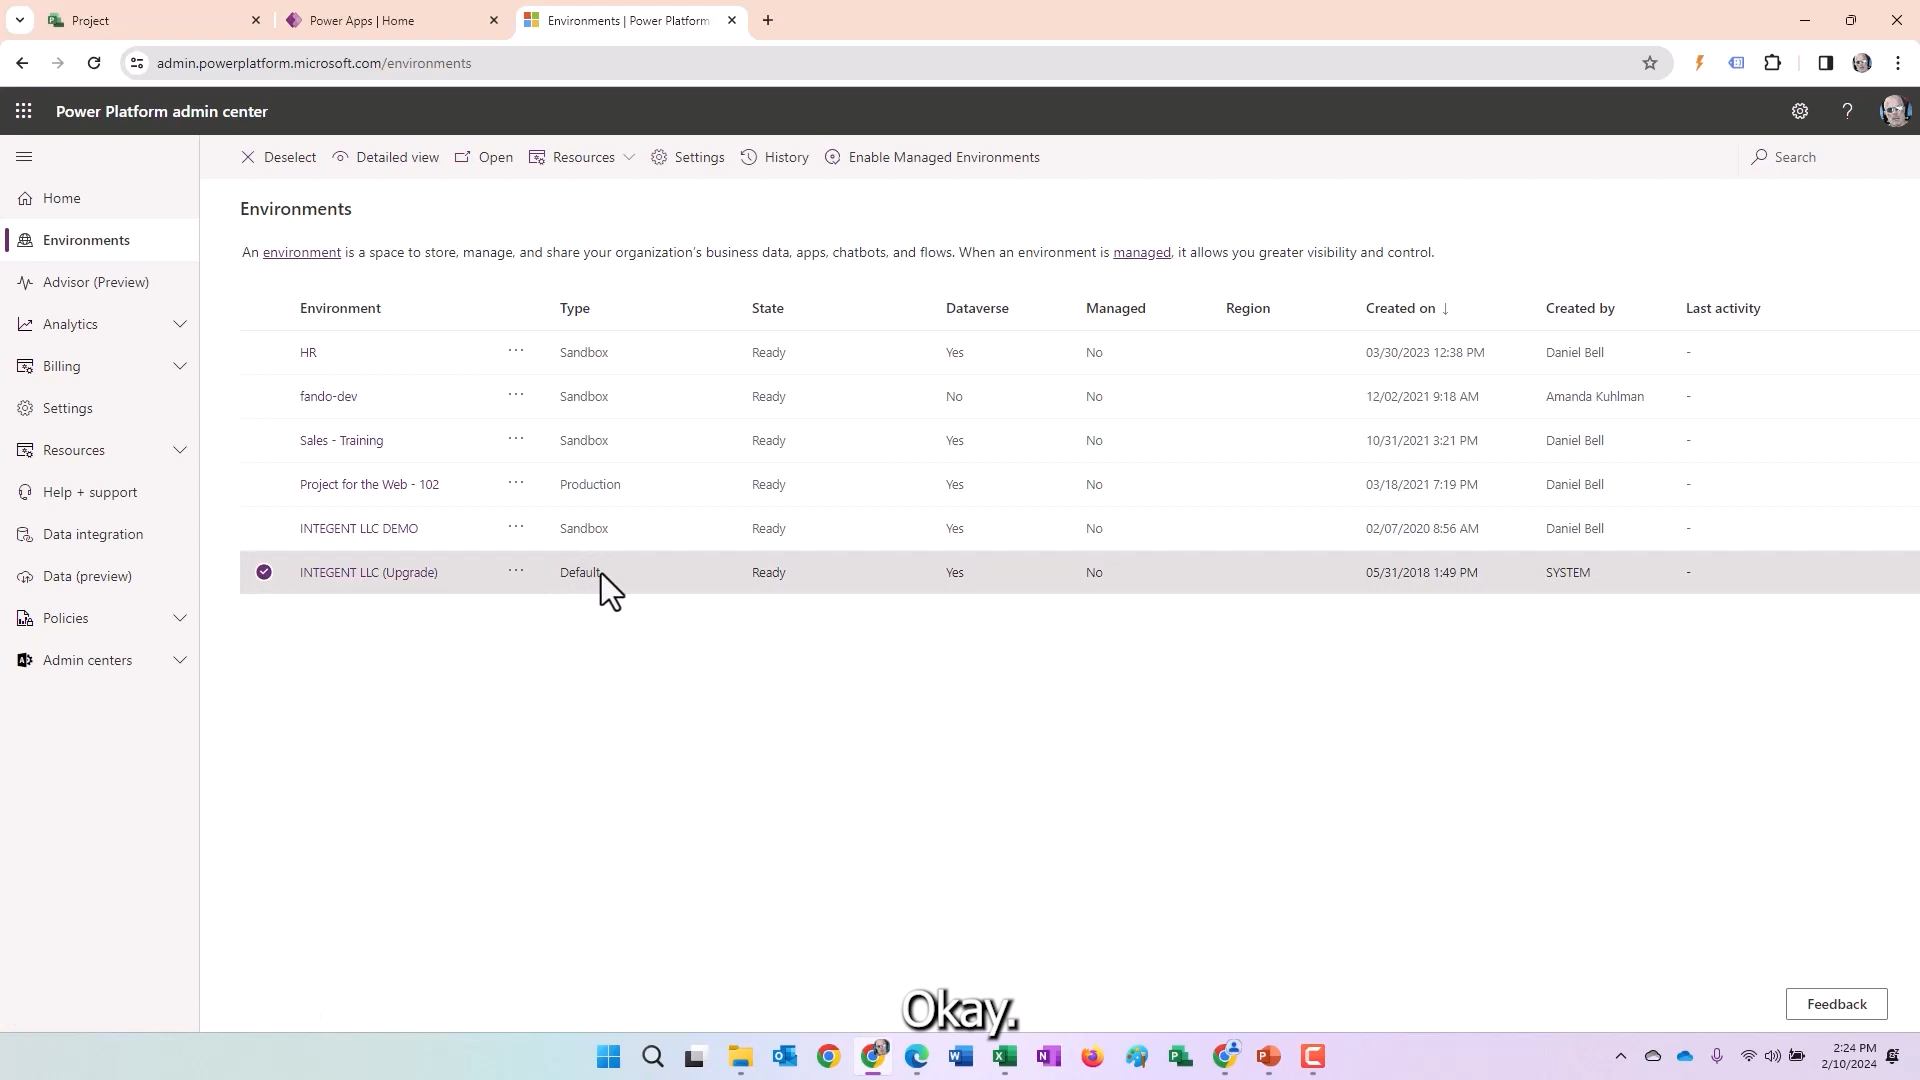 Project
Power Apps | Home
Environments | Power Platform
admin.powerplatform.microsoft.com/environments
Power Platform admin center
Deselect
Detailed view
Open
Resources
Settings
History
Enable Managed Environments
Search
Home
Environments
Advisor (Preview)
Analytics
Billing
Settings
Resources
Help + support
Data integration
Data (preview)
Policies
Admin centers
Environments
An environment is a space to store, manage, and share your organization's business data, apps, chatbots, and flows. When an environment is managed, it allows you greater visibility and control.
Environment Type State Dataverse Managed Region Created on ↓ Created by Last activity
HR ... Sandbox Ready Yes No 03/30/2023 12:38 PM Daniel Bell -
fando-dev ... Sandbox Ready No No 12/02/2021 9:18 AM Amanda Kuhlman -
Sales - Training ... Sandbox Ready Yes No 10/31/2021 3:21 PM Daniel Bell -
Project for the Web - 102 ... Production Ready Yes No 03/18/2021 7:19 PM Daniel Bell -
INTEGENT LLC DEMO ... Sandbox Ready Yes No 02/07/2020 8:56 AM Daniel Bell -
INTEGENT LLC (Upgrade) ... Default Ready Yes No 05/31/2018 1:49 PM SYSTEM -
Feedback
Okay.
2:24 PM
2/10/2024